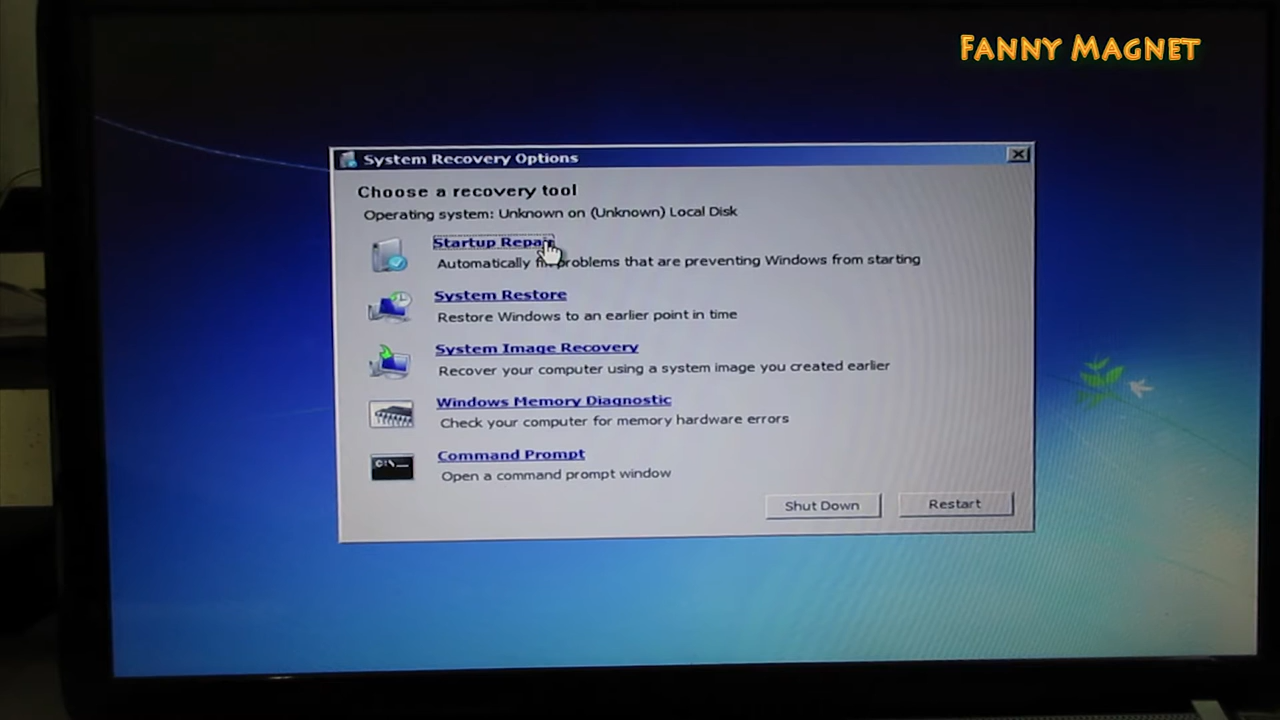 FANNY MAGNET
System Recovery Options
Choose a recovery tool
Operating system: Unknown on (Unknown) Local Disk
Startup Repair
Automatically fix problems that are preventing Windows from starting
System Restore
Restore Windows to an earlier point in time
System Image Recovery
Recover your computer using a system image you created earlier
Windows Memory Diagnostic
Check your computer for memory hardware errors
C:\
Command Prompt
Open a command prompt window
Shut Down
Restart